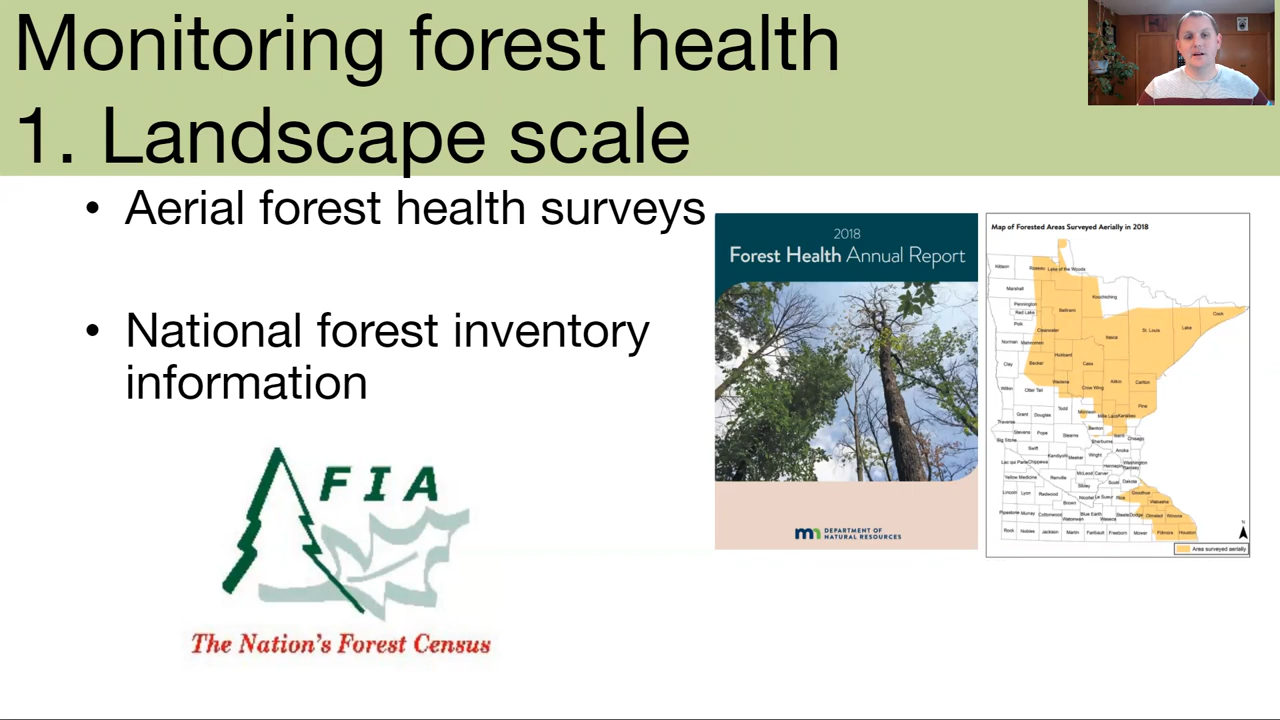 Monitoring forest health
1. Landscape scale
• Aerial forest health surveys
• National forest inventory
information
FIA
The Nation's Forest Census
2018
Forest Health Annual Report
mn DEPARTMENT OF
NATURAL RESOURCES
Map of Forested Areas Surveyed Aerially in 2018
Kittson
Roseau
Lake of the Woods
Marshall
Koochiching
Pennington
Red Lake
Beltrami
Cook
Polk
Clearwater
St. Louis
Lake
Norman
Mahnomen
Itasca
Hubbard
Clay
Becker
Cass
Wadena
Aitkin
Carlton
Wilkin
Otter Tail
Crow Wing
Pine
Grant
Douglas
Todd
Morrison
Mille Lacs
Kanabec
Traverse
Benton
Stevens
Pope
Stearns
Isanti
Big Stone
Sherburne
Chisago
Swift
Anoka
Kandiyohi
Meeker
Wright
Lac qui Parle
Chippewa
Hennepin
Washington
Ramsey
McLeod
Carver
Yellow Medicine
Renville
Scott
Dakota
Sibley
Lincoln
Lyon
Redwood
Nicollet
Le Sueur
Rice
Goodhue
Wabasha
Brown
Pipestone
Murray
Cottonwood
Blue Earth
Steele
Dodge
Olmsted
Winona
Watonwan
Waseca
Rock
Nobles
Jackson
Martin
Faribault
Freeborn
Mower
Fillmore
Houston
N
Area surveyed aerially